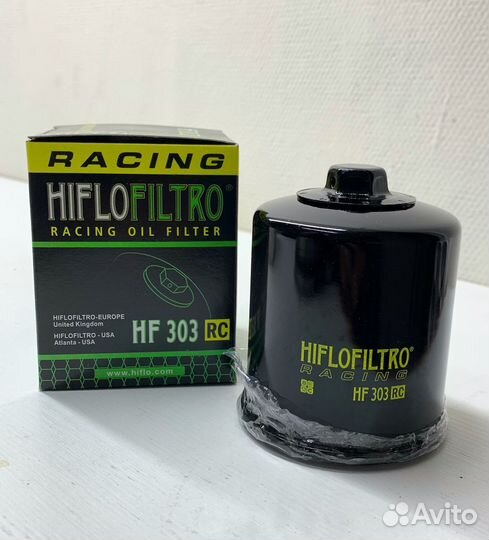 RACING
HIFLOFILTRO®
RACING OIL FILTER
HIFLOFILTRO-EUROPE
United Kingdom
HIFLOFILTRO - USA
Atlanta - USA
HF 303 RC
www.hiflo.com
HIFLOFILTRO®
RACING
HF 303 RC
Avito